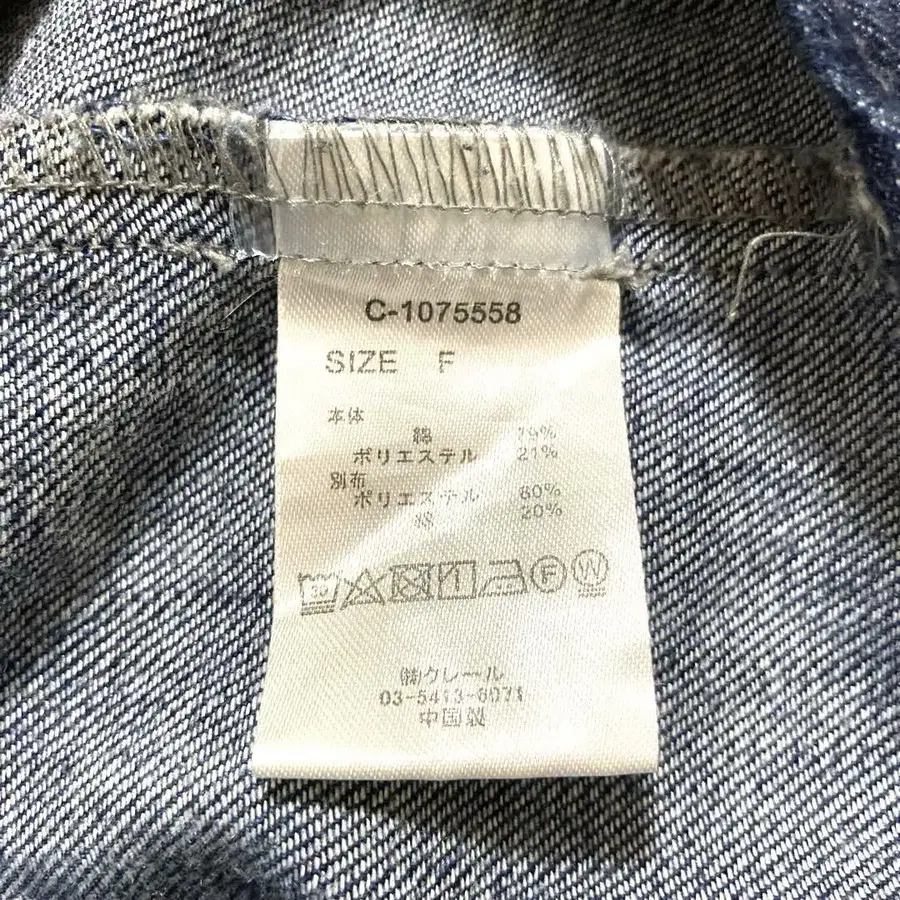 C-1075558
SIZE F
本体
綿 79%
ポリエステル 21%
別布
ポリエステル 80%
綿 20%
30 F W
㈱クレール
03-5413-6071
中国製